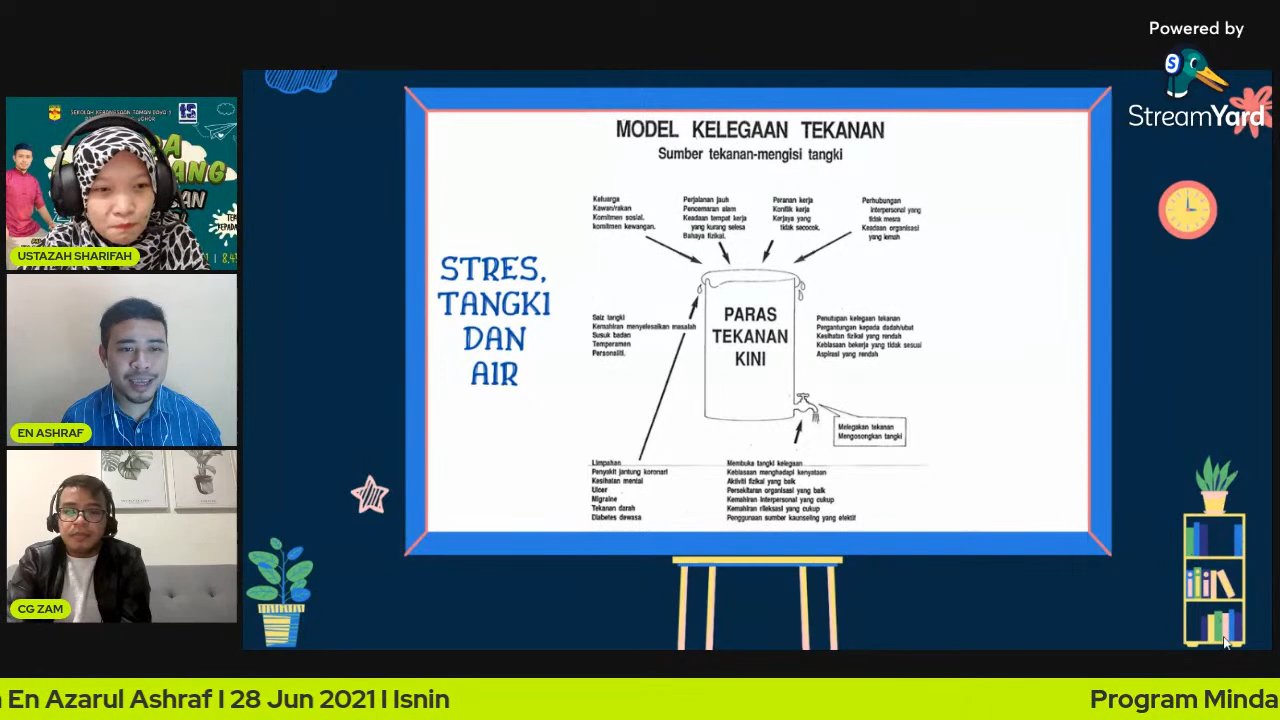 Powered by
StreamYard
SEKOLAH KEBANGSAAN TAMAN DAYA 2
USTAZAH SHARIFAH
EN ASHRAF
CG ZAM
MODEL KELEGAAN TEKANAN
Sumber tekanan-mengisi tangki
Keluarga
Kawan/rakan
Komitmen sosial.
komitmen kewangan.
Perjalanan jauh
Pencemaran alam
Keadaan tempat kerja
yang kurang selesa
Bahaya fizikal.
Peranan kerja
Konflik kerja
Kerjaya yang
tidak secocok.
Perhubungan
interpersonal yang
tidak mesra
Keadaan organisasi
yang lemah
STRES,
TANGKI
DAN
AIR
Saiz tangki
Kemahiran menyelesaikan masalah
Susuk badan
Temperamen
Personaliti.
PARAS
TEKANAN
KINI
Penutupan kelegaan tekanan
Pergantungan kepada dadah/ubat
Kesihatan fizikal yang rendah
Kebiasaan bekerja yang tidak sesuai
Aspirasi yang rendah
Melegakan tekanan
Mengosongkan tangki
Limpahan
Penyakit jantung koronari
Kesihatan mental
Ulcer
Migraine
Tekanan darah
Diabetes dewasa
Membuka tangki kelegaan
Kebiasaan menghadapi kenyataan
Aktiviti fizikal yang baik
Persekitaran organisasi yang baik
Kemahiran interpersonal yang cukup
Kemahiran rileksasi yang cukup
Penggunaan sumber kaunseling yang efektif
En Azarul Ashraf I 28 Jun 2021 I Isnin
Program Minda